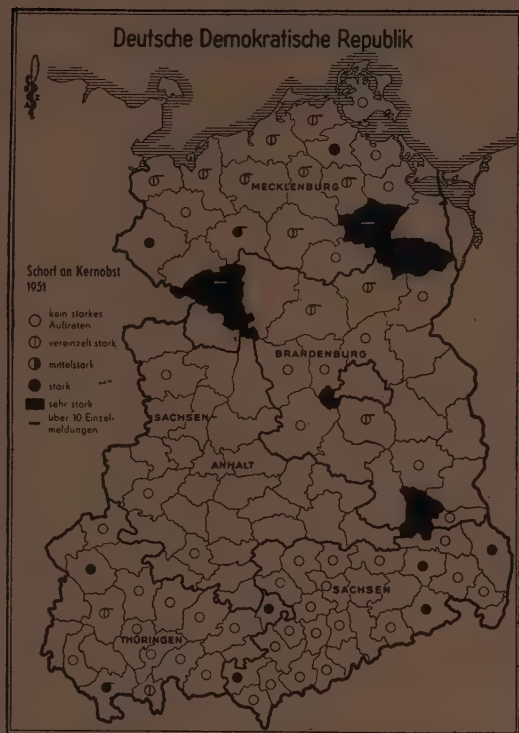 Deutsche Demokratische Republik
MECKLENBURG
Schorf an Kernobst
1951
kein starkes
Auftreten
vereinzelt stark
mittelstark
stark
sehr stark
über 10 Einzel-
meldungen
BRANDENBURG
SACHSEN
ANHALT
SACHSEN
THÜRINGEN